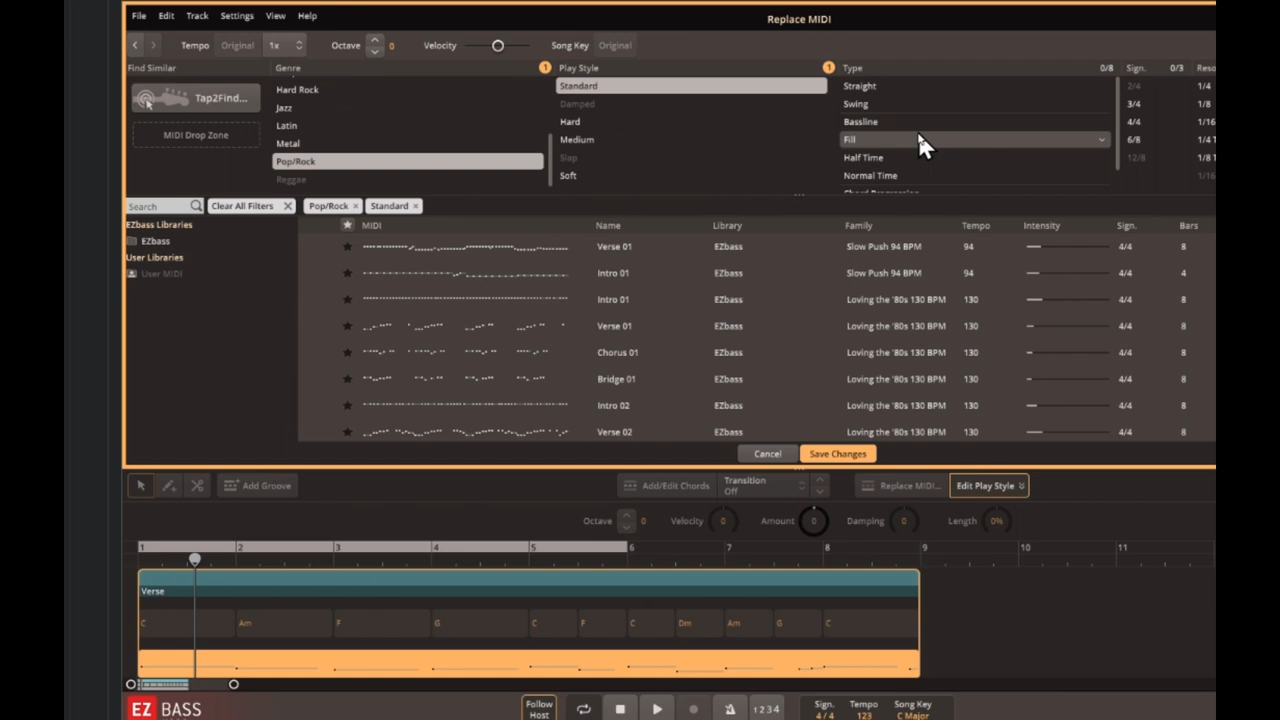 File Edit Track Settings View Help
Replace MIDI
Tempo Original 1x Octave 0 Velocity Song Key Original
Find Similar Genre 1 Play Style 1 Type 0/8 Sign. 0/3 Reso
Tap2Find...
MIDI Drop Zone
Hard Rock
Jazz
Latin
Metal
Pop/Rock
Reggae
Standard
Damped
Hard
Medium
Slap
Soft
Straight
Swing
Bassline
Fill
Half Time
Normal Time
Chord Progression
2/4
3/4
4/4
6/8
12/8
1/4
1/8
1/16
1/4 T
1/8 T
1/16
Search Clear All Filters X Pop/Rock × Standard ×
EZbass Libraries
EZbass
User Libraries
User MIDI
MIDI Name Library Family Tempo Intensity Sign. Bars
Verse 01 EZbass Slow Push 94 BPM 94 4/4 8
Intro 01 EZbass Slow Push 94 BPM 94 4/4 4
Intro 01 EZbass Loving the '80s 130 BPM 130 4/4 8
Verse 01 EZbass Loving the '80s 130 BPM 130 4/4 8
Chorus 01 EZbass Loving the '80s 130 BPM 130 4/4 8
Bridge 01 EZbass Loving the '80s 130 BPM 130 4/4 8
Intro 02 EZbass Loving the '80s 130 BPM 130 4/4 8
Verse 02 EZbass Loving the '80s 130 BPM 130 4/4 8
Cancel Save Changes
Add Groove Add/Edit Chords Transition Off Replace MIDI... Edit Play Style
Octave 0 Velocity 0 Amount 0 Damping 0 Length 0%
1 2 3 4 5 6 7 8 9 10 11
Verse
C Am F G C F C Dm Am G C
EZ BASS
Follow Host
1 2 3 4
Sign. Tempo Song Key
4 / 4 123 C Major